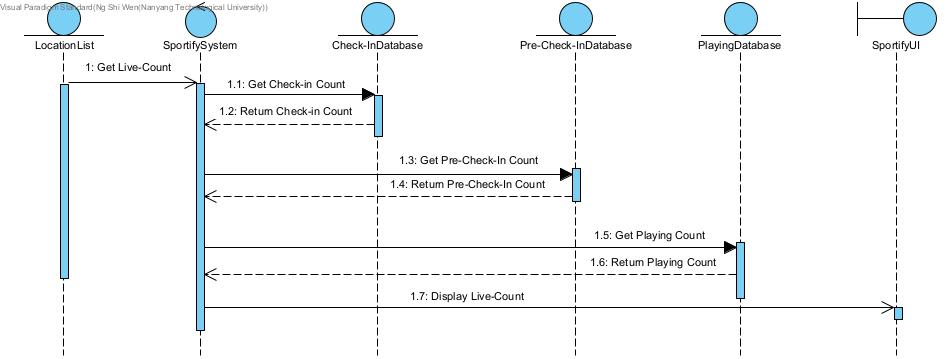 Visual Paradigm Standard(Ng Shi Wen(Nanyang Technological University))
LocationList
SportifySystem
Check-InDatabase
Pre-Check-InDatabase
PlayingDatabase
SportifyUI
1: Get Live-Count
1.1: Get Check-in Count
1.2: Return Check-in Count
1.3: Get Pre-Check-In Count
1.4: Return Pre-Check-In Count
1.5: Get Playing Count
1.6: Return Playing Count
1.7: Display Live-Count